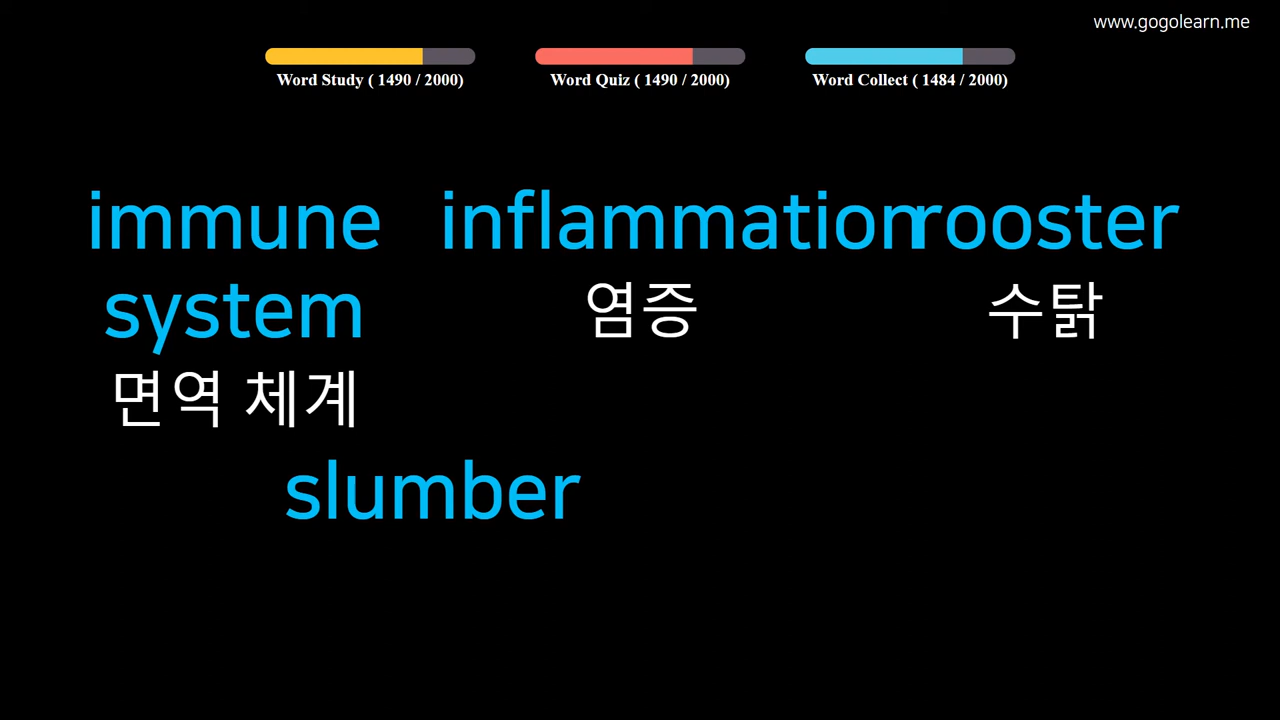 www.gogolearn.me
Word Study ( 1490 / 2000)
Word Quiz ( 1490 / 2000)
Word Collect ( 1484 / 2000)
immune
system
면역 체계
inflammation
염증
rooster
수탉
slumber